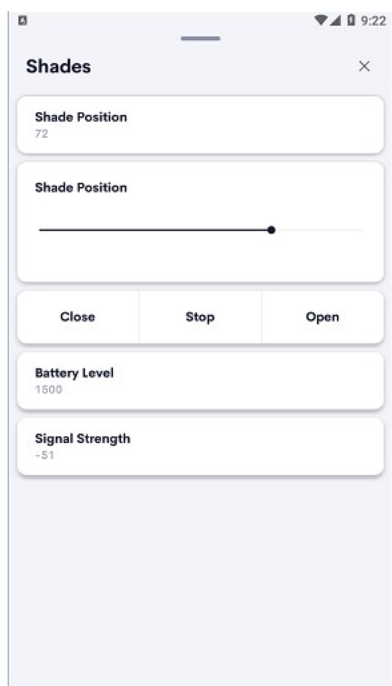 9:22
Shades
Shade Position
72
Shade Position
Close Stop Open
Battery Level
1500
Signal Strength
-51